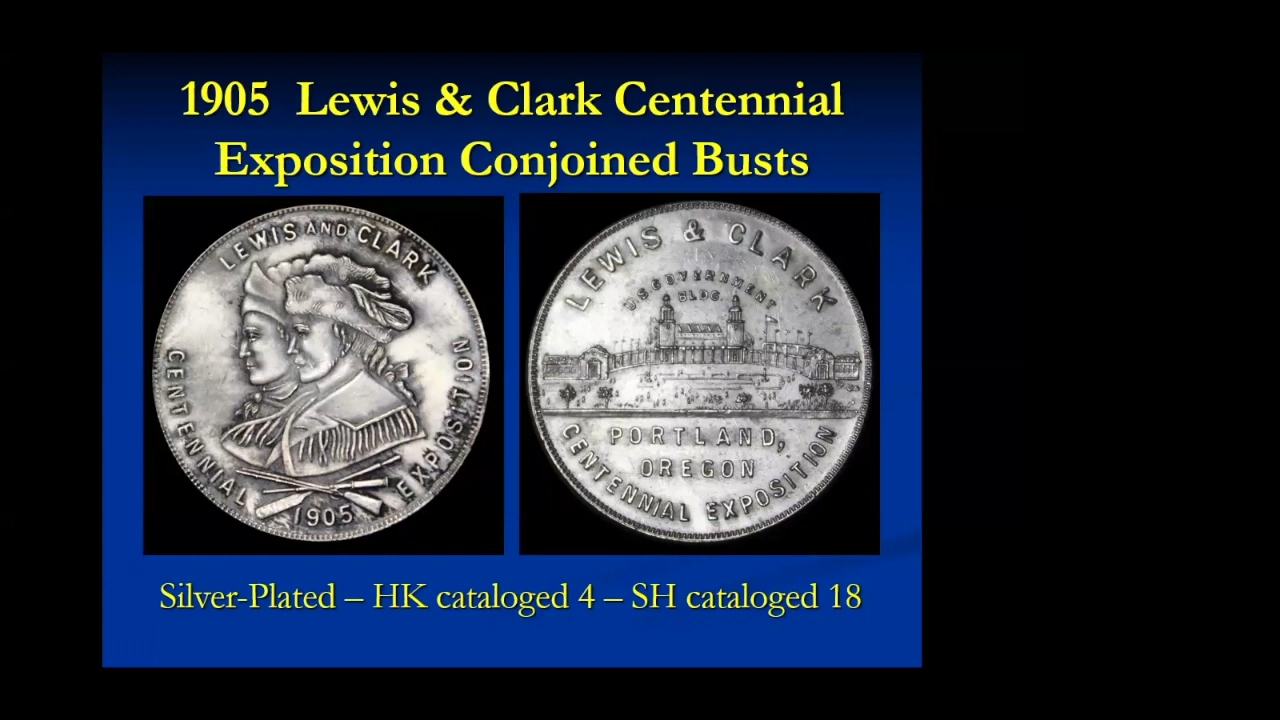 1905 Lewis & Clark Centennial
Exposition Conjoined Busts
LEWIS AND CLARK
CENTENNIAL
EXPOSITION
1905
LEWIS & CLARK
U.S. GOVERNMENT
BLDG.
PORTLAND,
OREGON
CENTENNIAL EXPOSITION
Silver-Plated – HK cataloged 4 – SH cataloged 18